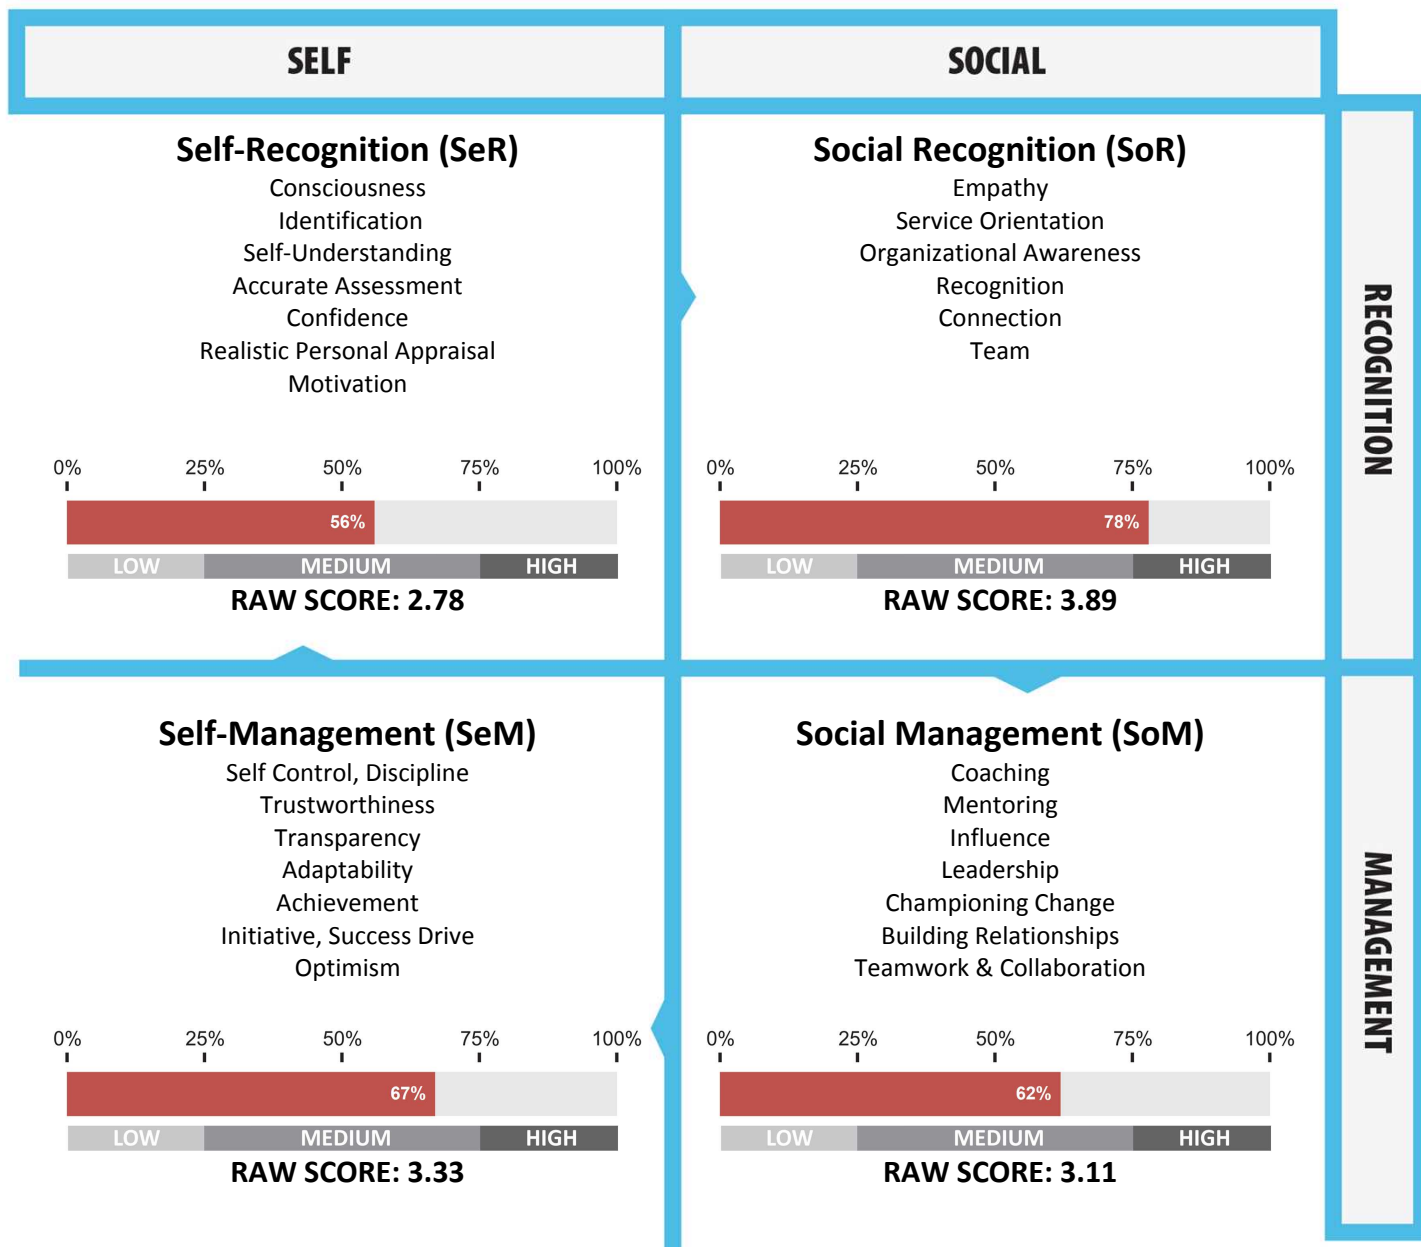 SELF
SOCIAL
RECOGNITION
Self-Recognition (SeR)
Consciousness
Identification
Self-Understanding
Accurate Assessment
Confidence
Realistic Personal Appraisal
Motivation
0% 25% 50% 75% 100%
56%
LOW MEDIUM HIGH
RAW SCORE: 2.78
Social Recognition (SoR)
Empathy
Service Orientation
Organizational Awareness
Recognition
Connection
Team
0% 25% 50% 75% 100%
78%
LOW MEDIUM HIGH
RAW SCORE: 3.89
MANAGEMENT
Self-Management (SeM)
Self Control, Discipline
Trustworthiness
Transparency
Adaptability
Achievement
Initiative, Success Drive
Optimism
0% 25% 50% 75% 100%
67%
LOW MEDIUM HIGH
RAW SCORE: 3.33
Social Management (SoM)
Coaching
Mentoring
Influence
Leadership
Championing Change
Building Relationships
Teamwork & Collaboration
0% 25% 50% 75% 100%
62%
LOW MEDIUM HIGH
RAW SCORE: 3.11